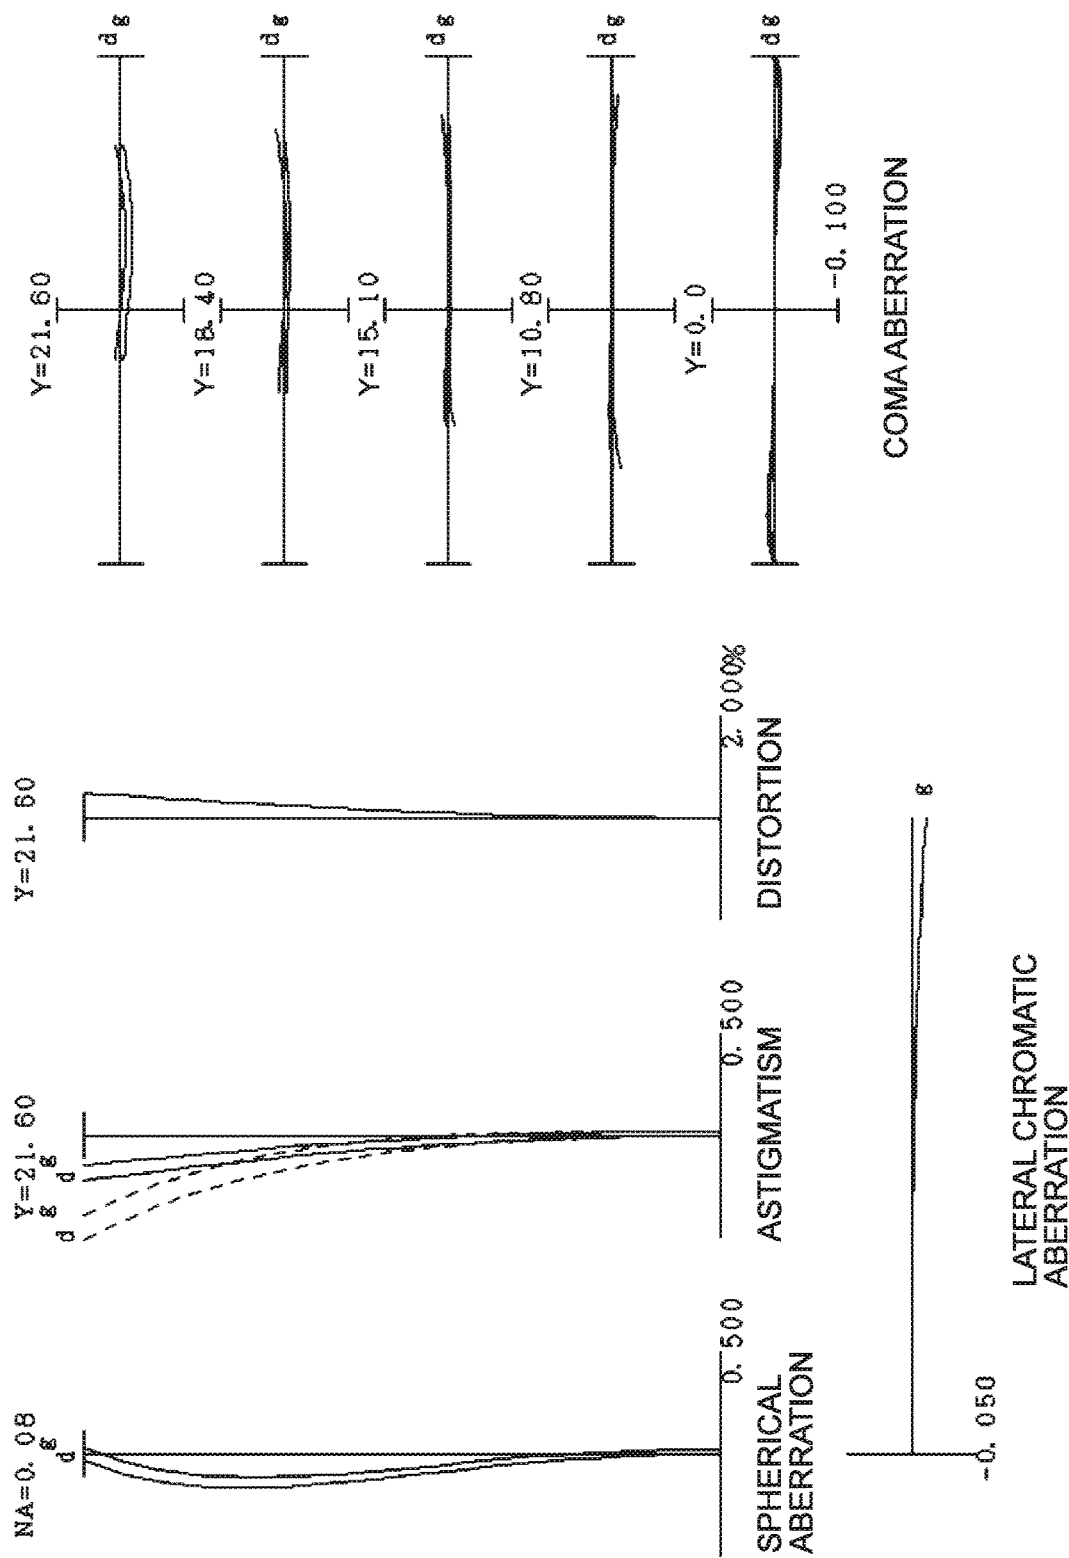 NA=0.08
d g
0.500
SPHERICAL
ABERRATION
Y=21.60
d g d g
0.500
ASTIGMATISM
Y=21.60
2.000%
DISTORTION
g
-0.050
LATERAL CHROMATIC
ABERRATION
Y=21.60
d g
Y=18.40
d g
Y=15.10
d g
Y=10.80
d g
Y=0.0
d g
-0.100
COMA ABERRATION